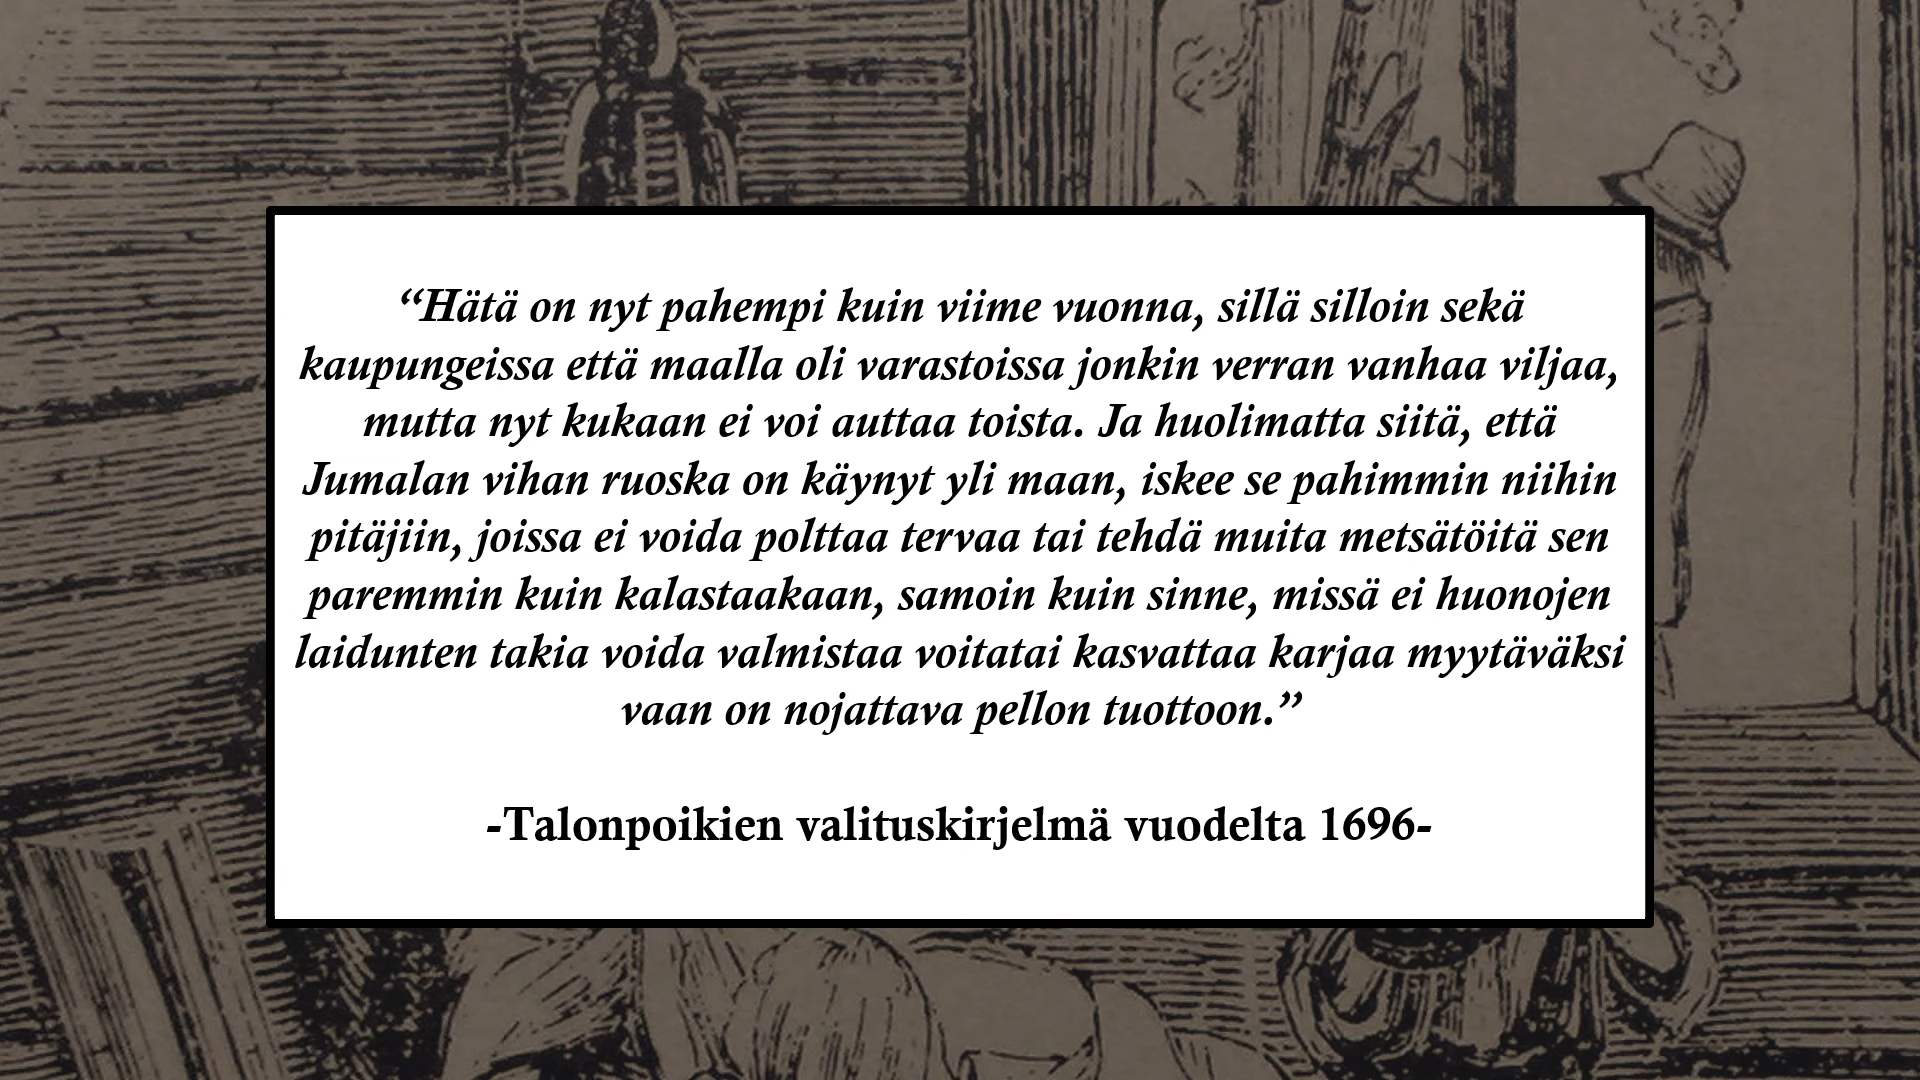 “Hätä on nyt pahempi kuin viime vuonna, sillä silloin sekä
kaupungeissa että maalla oli varastoissa jonkin verran vanhaa viljaa,
mutta nyt kukaan ei voi auttaa toista. Ja huolimatta siitä, että
Jumalan vihan ruoska on käynyt yli maan, iskee se pahimmin niihin
pitäjiin, joissa ei voida polttaa tervaa tai tehdä muita metsätöitä sen
paremmin kuin kalastaakaan, samoin kuin sinne, missä ei huonojen
laidunten takia voida valmistaa voitatai kasvattaa karjaa myytäväksi
vaan on nojattava pellon tuottoon.”
-Talonpoikien valituskirjelmä vuodelta 1696-